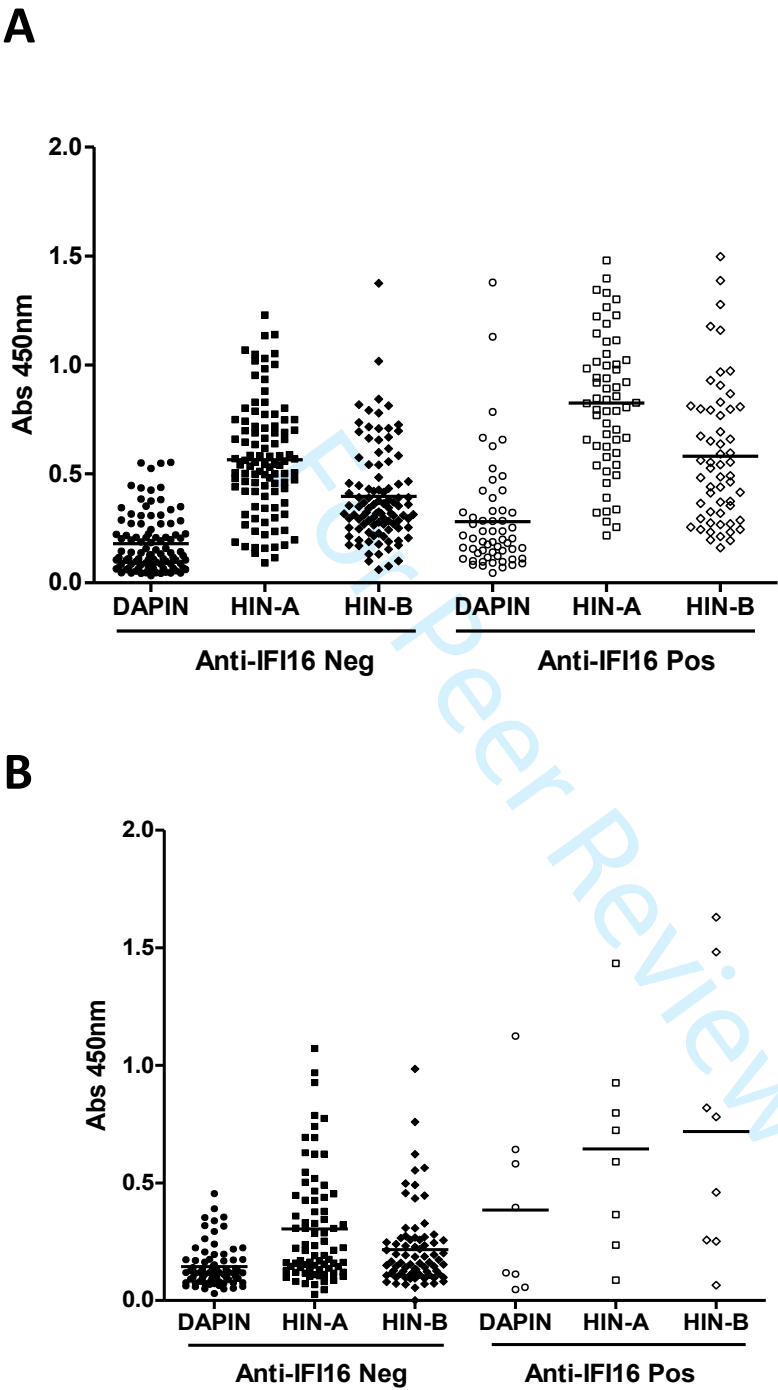 A
2.0
1.5
1.0
0.5
0.0
Abs 450nm
DAPIN HIN-A HIN-B DAPIN HIN-A HIN-B
Anti-IFI16 Neg Anti-IFI16 Pos
For Peer Review
B
2.0
1.5
1.0
0.5
0.0
Abs 450nm
DAPIN HIN-A HIN-B DAPIN HIN-A HIN-B
Anti-IFI16 Neg Anti-IFI16 Pos